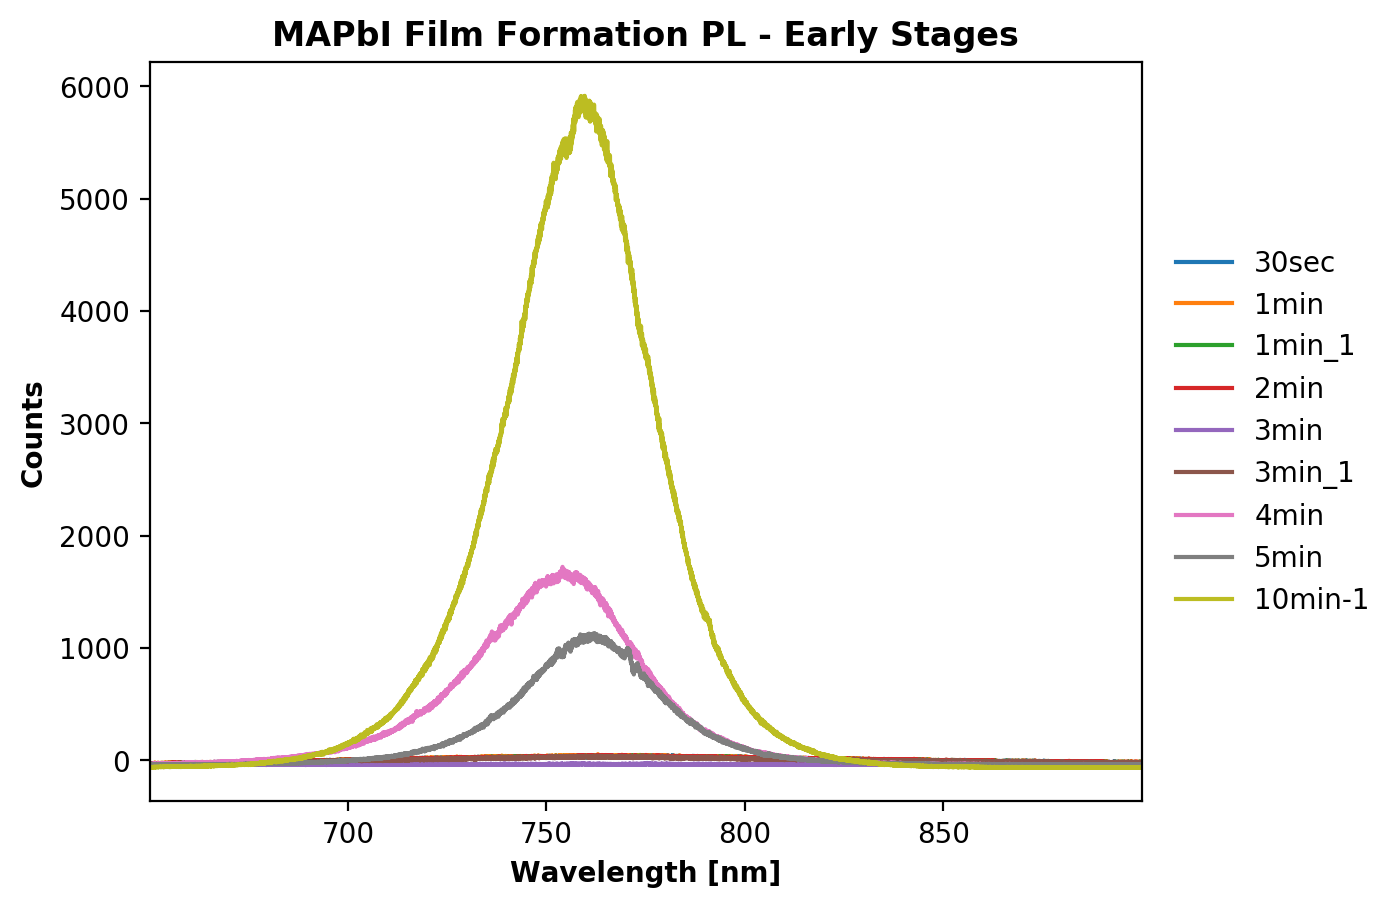 MAPbI Film Formation PL - Early Stages
Counts
6000
5000
4000
3000
2000
1000
0
700
750
800
850
Wavelength [nm]
30sec
1min
1min_1
2min
3min
3min_1
4min
5min
10min-1